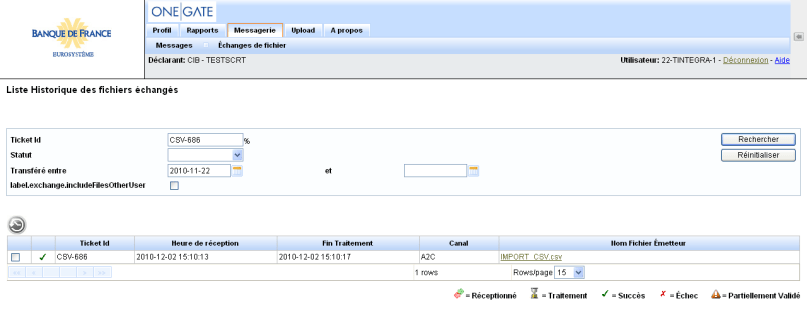 ONE GATE
BANQUE DE FRANCE
EUROSYSTÈME
Profil Rapports Messagerie Upload A propos
Messages Échanges de fichier
Déclarant: CIB - TESTSCRT Utilisateur: 22-TINTEGRA-1 - Déconnexion - Aide
Liste Historique des fichiers échangés
Ticket Id CSV-686 % Rechercher
Statut Réinitialiser
Transféré entre 2010-11-22 et
label.exchange.includeFilesOtherUser
Ticket Id Heure de réception Fin Traitement Canal Nom Fichier Émetteur
CSV-686 2010-12-02 15:10:13 2010-12-02 15:10:17 A2C IMPORT_CSV.csv
<< < > >> 1 rows Rows/page 15
= Réceptionné = Traitement = Succès = Échec = Partiellement Validé